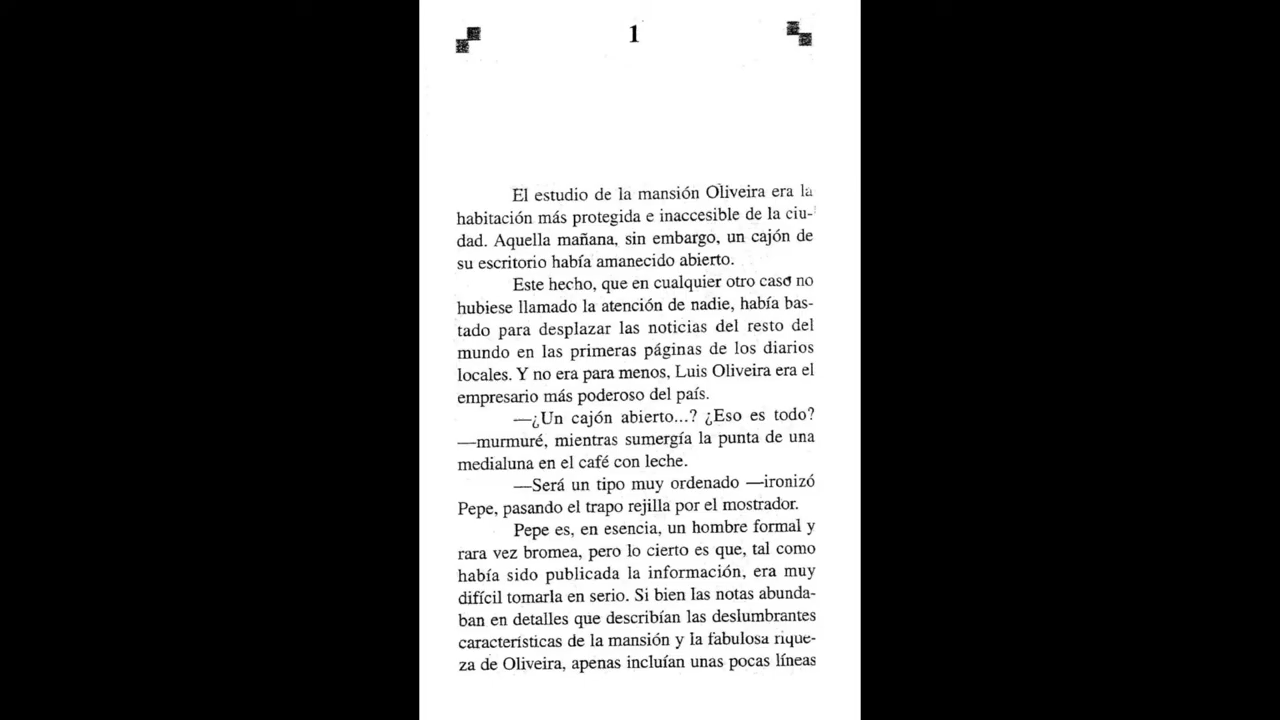 1
El estudio de la mansión Oliveira era la
habitación más protegida e inaccesible de la ciu-
dad. Aquella mañana, sin embargo, un cajón de
su escritorio había amanecido abierto.
Este hecho, que en cualquier otro caso no
hubiese llamado la atención de nadie, había bas-
tado para desplazar las noticias del resto del
mundo en las primeras páginas de los diarios
locales. Y no era para menos, Luis Oliveira era el
empresario más poderoso del país.
—¿Un cajón abierto...? ¿Eso es todo?
—murmuré, mientras sumergía la punta de una
medialuna en el café con leche.
—Será un tipo muy ordenado —ironizó
Pepe, pasando el trapo rejilla por el mostrador.
Pepe es, en esencia, un hombre formal y
rara vez bromea, pero lo cierto es que, tal como
había sido publicada la información, era muy
difícil tomarla en serio. Si bien las notas abunda-
ban en detalles que describían las deslumbrantes
características de la mansión y la fabulosa rique-
za de Oliveira, apenas incluían unas pocas líneas